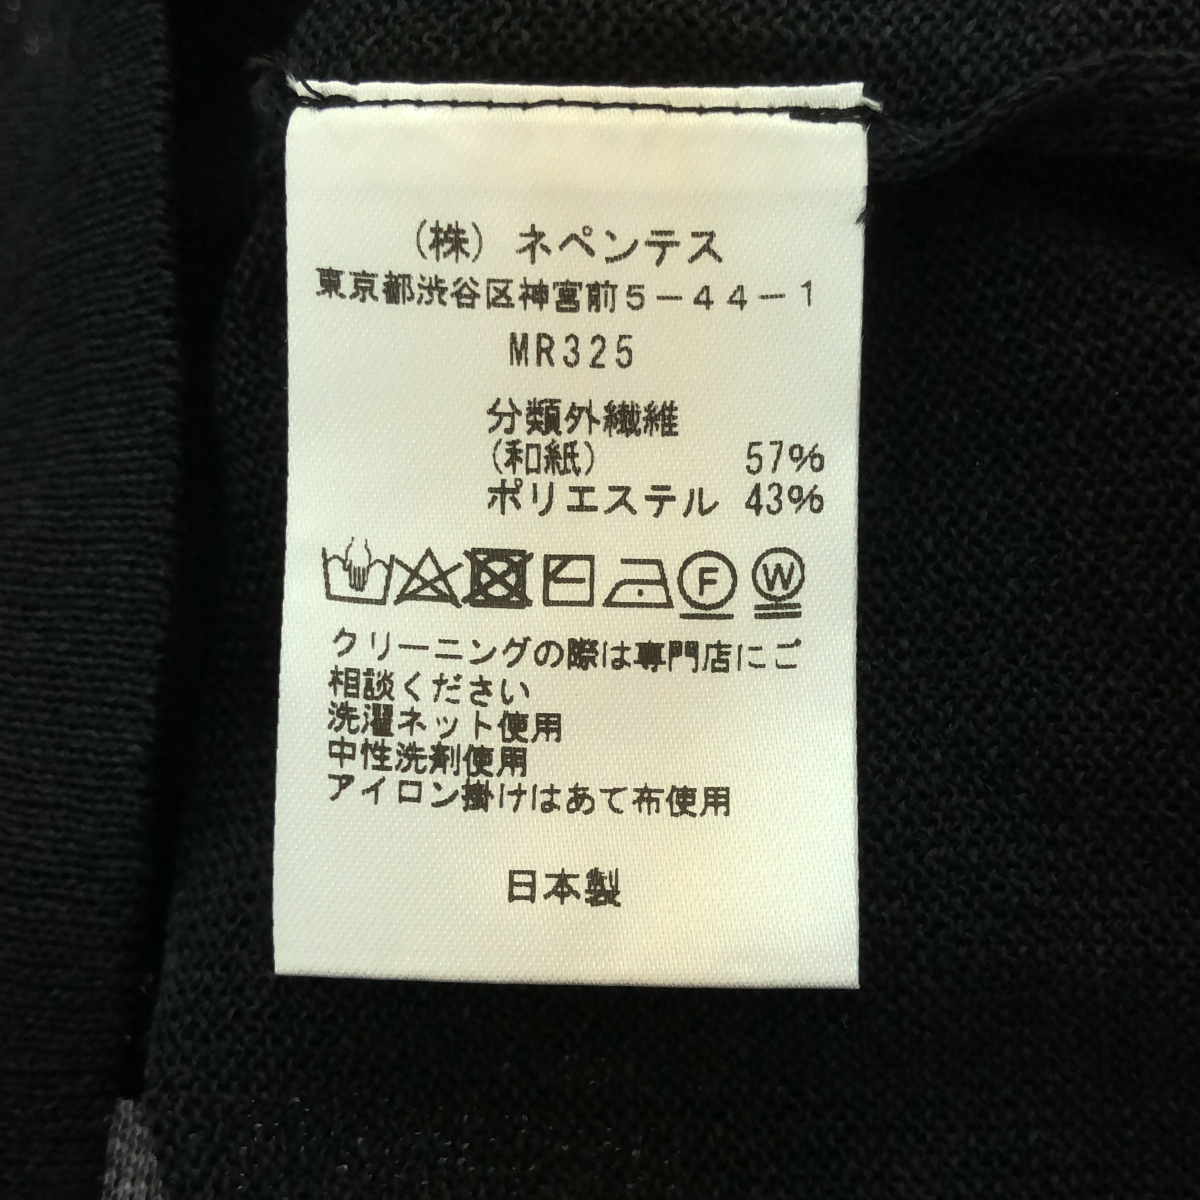 (株) ネペンテス
東京都渋谷区神宮前5-44-1
MR325
分類外繊維
(和紙) 57%
ポリエステル 43%
F W
クリーニングの際は専門店にご
相談ください
洗濯ネット使用
中性洗剤使用
アイロン掛けはあて布使用
日本製